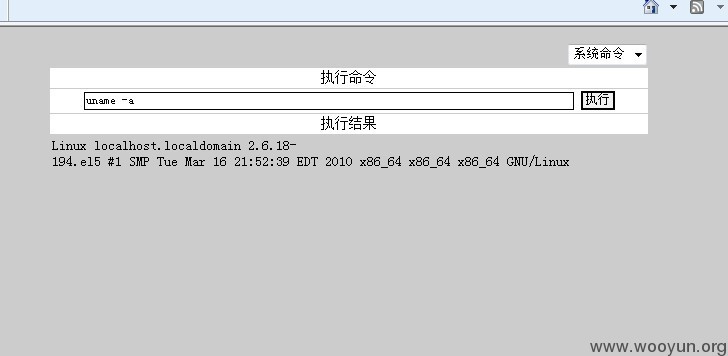 系统命令
执行命令
uname -a 执行
执行结果
Linux localhost.localdomain 2.6.18-
194.el5 #1 SMP Tue Mar 16 21:52:39 EDT 2010 x86_64 x86_64 x86_64 GNU/Linux
www.wooyun.org